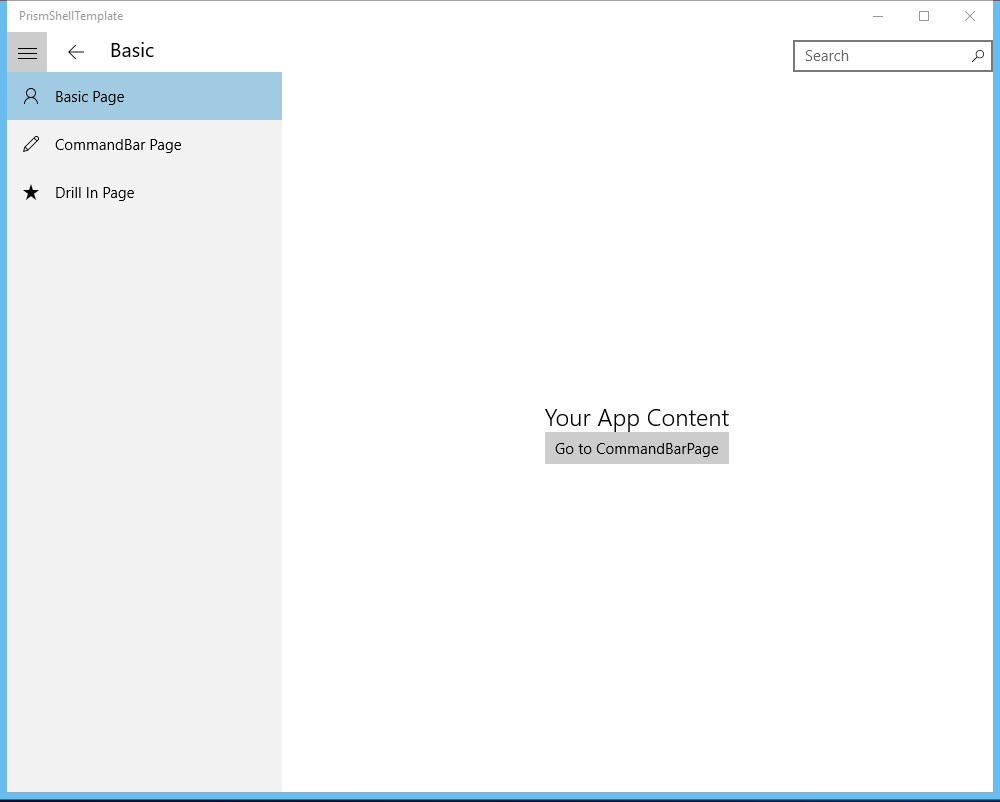 PrismShellTemplate
Basic
Search
Basic Page
CommandBar Page
Drill In Page
Your App Content
Go to CommandBarPage